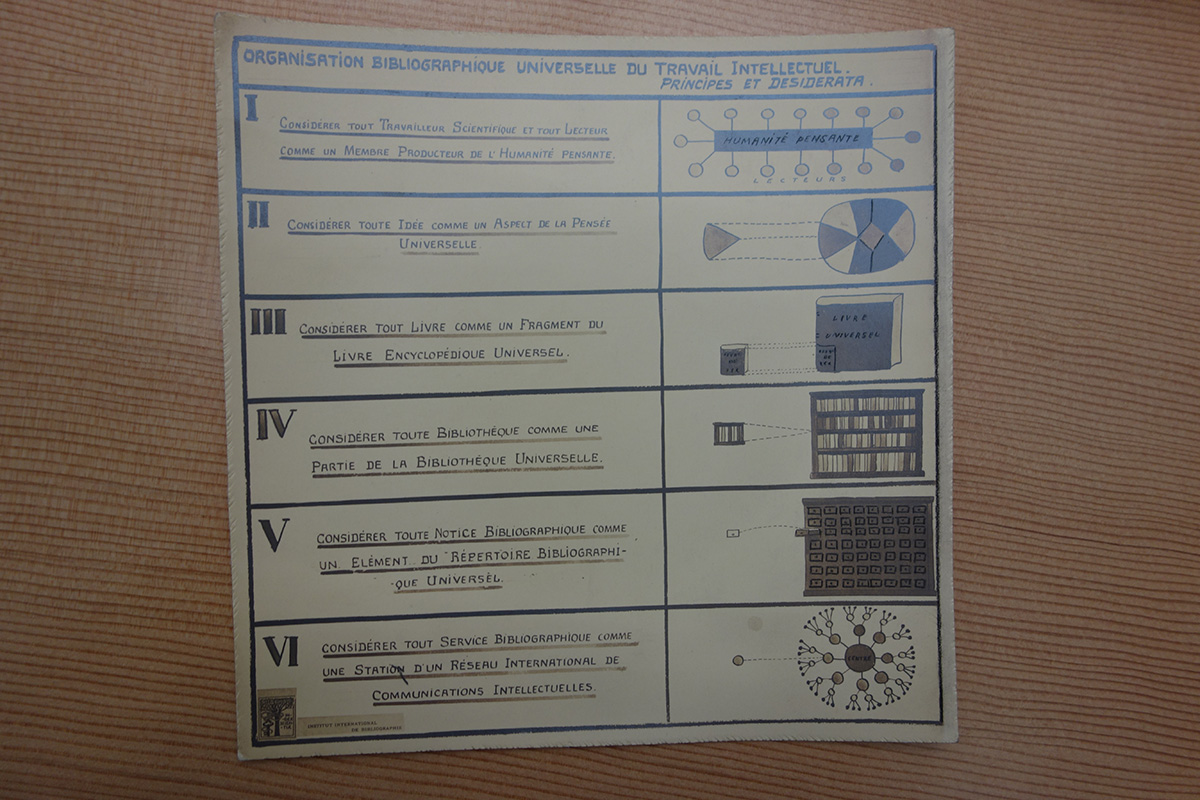 ORGANISATION BIBLIOGRAPHIQUE UNIVERSELLE DU TRAVAIL INTELLECTUEL.
PRINCIPES ET DESIDERATA.
I
CONSIDÉRER TOUT TRAVAILLEUR SCIENTIFIQUE ET TOUT LECTEUR
COMME UN MEMBRE PRODUCTEUR DE L'HUMANITÉ PENSANTE.
HUMANITÉ PENSANTE
LECTEURS
II
CONSIDÉRER TOUTE IDÉE COMME UN ASPECT DE LA PENSÉE
UNIVERSELLE.
III
CONSIDÉRER TOUT LIVRE COMME UN FRAGMENT DU
LIVRE ENCYCLOPÉDIQUE UNIVERSEL.
LIVRE
UNIVERSEL
IV
CONSIDÉRER TOUTE BIBLIOTHÉQUE COMME UNE
PARTIE DE LA BIBLIOTHÉQUE UNIVERSELLE.
V
CONSIDÉRER TOUTE NOTICE BIBLIOGRAPHIQUE COMME
UN ELÉMENT DU RÉPERTOIRE BIBLIOGRAPHI-
-QUE UNIVERSEL.
VI
CONSIDÉRER TOUT SERVICE BIBLIOGRAPHIQUE COMME
UNE STATION D'UN RÉSEAU INTERNATIONAL DE
COMMUNICATIONS INTELLECTUELLES.
CENTRE
INSTITUT INTERNATIONAL
DE BIBLIOGRAPHIE